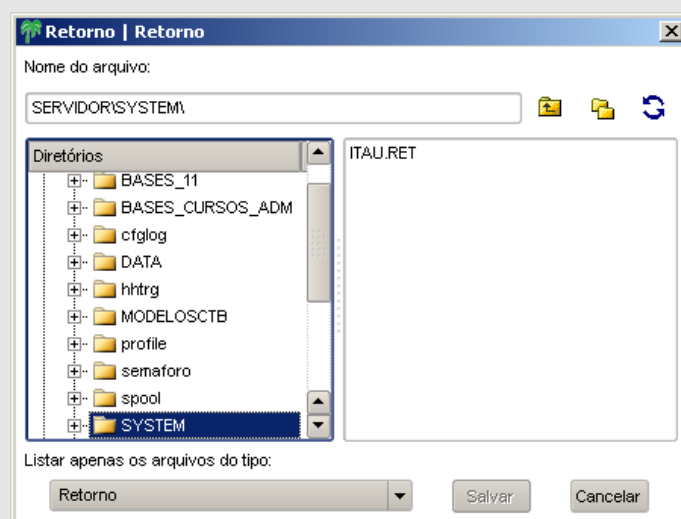 Retorno | Retorno
Nome do arquivo:
SERVIDOR\SYSTEM\
Diretórios
BASES_11
BASES_CURSOS_ADM
cfglog
DATA
hhtrg
MODELOSCTB
profile
semaforo
spool
SYSTEM
ITAU.RET
Listar apenas os arquivos do tipo:
Retorno
Salvar
Cancelar